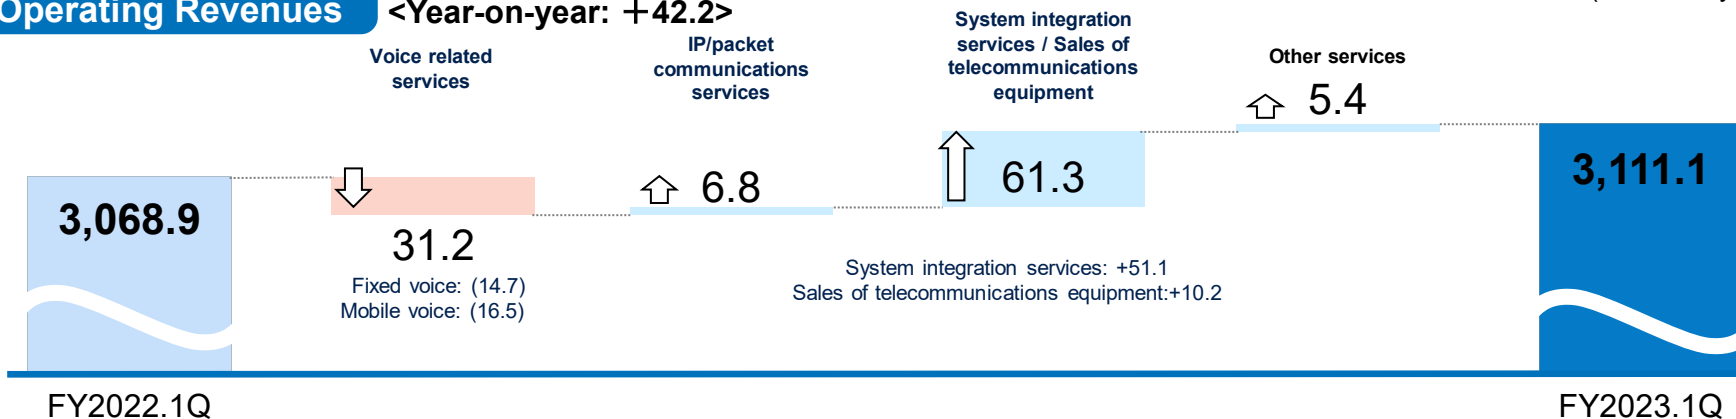 Operating Revenues
<Year-on-year: ＋42.2>
Voice related
services
IP/packet
communications
services
System integration
services / Sales of
telecommunications
equipment
Other services
3,068.9
31.2
Fixed voice: (14.7)
Mobile voice: (16.5)
6.8
61.3
System integration services: +51.1
Sales of telecommunications equipment:+10.2
5.4
3,111.1
FY2022.1Q
FY2023.1Q